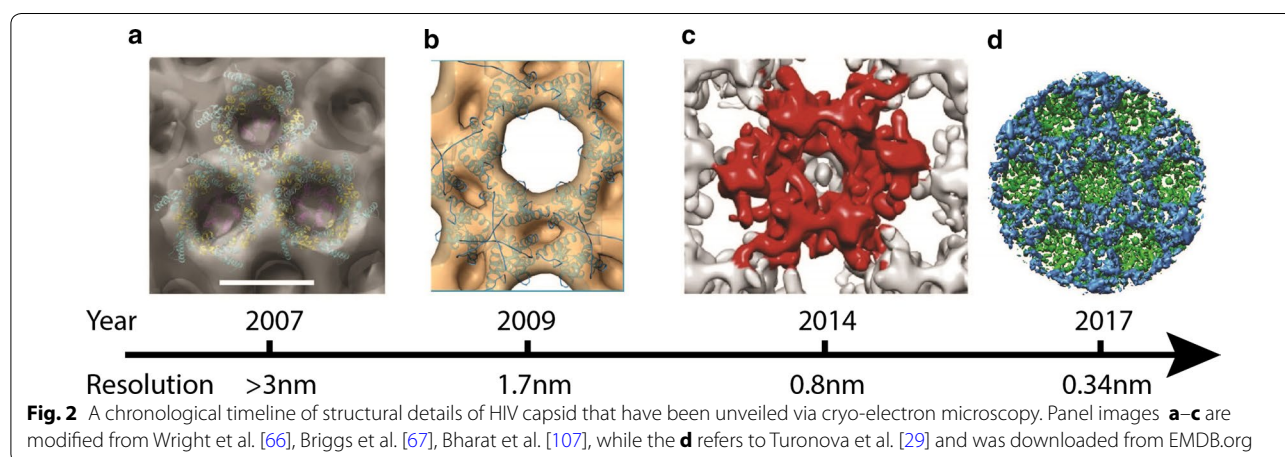 a b c d
Year 2007 2009 2014 2017
Resolution >3nm 1.7nm 0.8nm 0.34nm
Fig. 2 A chronological timeline of structural details of HIV capsid that have been unveiled via cryo-electron microscopy. Panel images a–c are
modified from Wright et al. [66], Briggs et al. [67], Bharat et al. [107], while the d refers to Turonova et al. [29] and was downloaded from EMDB.org